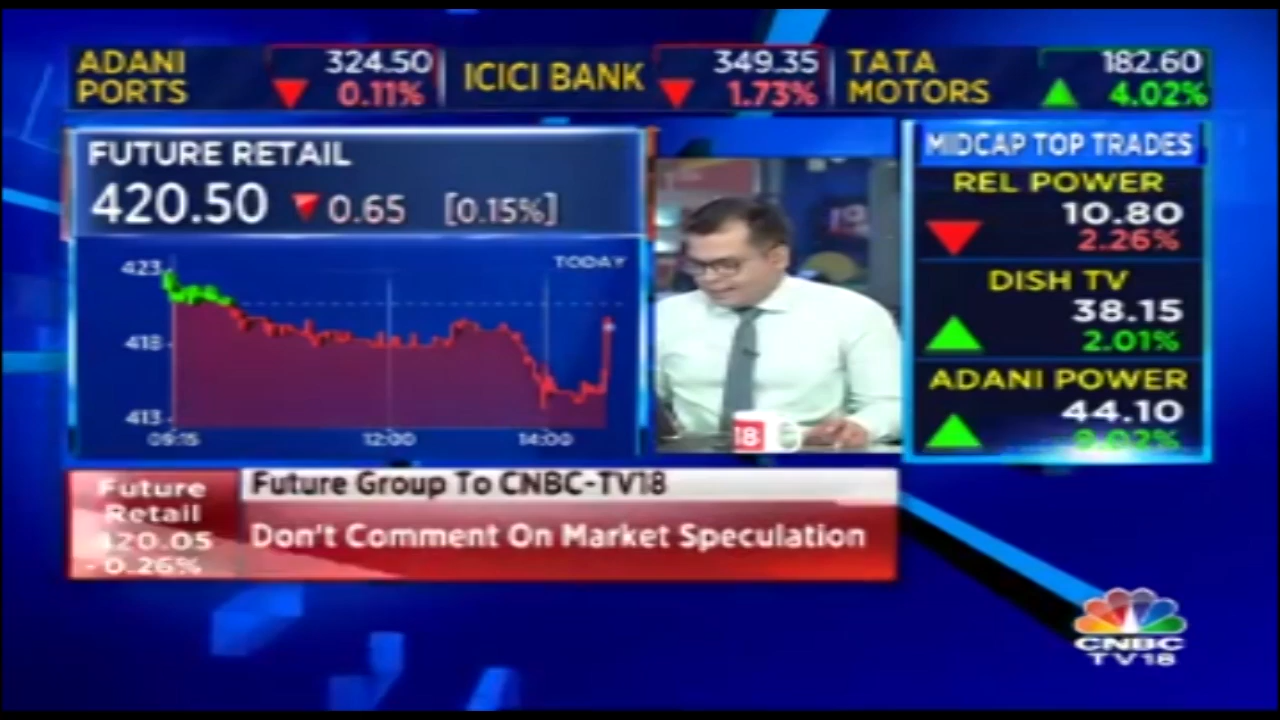 ADANI PORTS 324.50 0.11%
ICICI BANK 349.35 1.73%
TATA MOTORS 182.60 4.02%
FUTURE RETAIL
420.50 0.65 [0.15%]
TODAY
423
418
413
09:15 12:00 14:00
18
MIDCAP TOP TRADES
REL POWER
10.80
2.26%
DISH TV
38.15
2.01%
ADANI POWER
44.10
Future
Retail
420.05
- 0.26%
Future Group To CNBC-TV18
Don't Comment On Market Speculation
CNBC
TV18